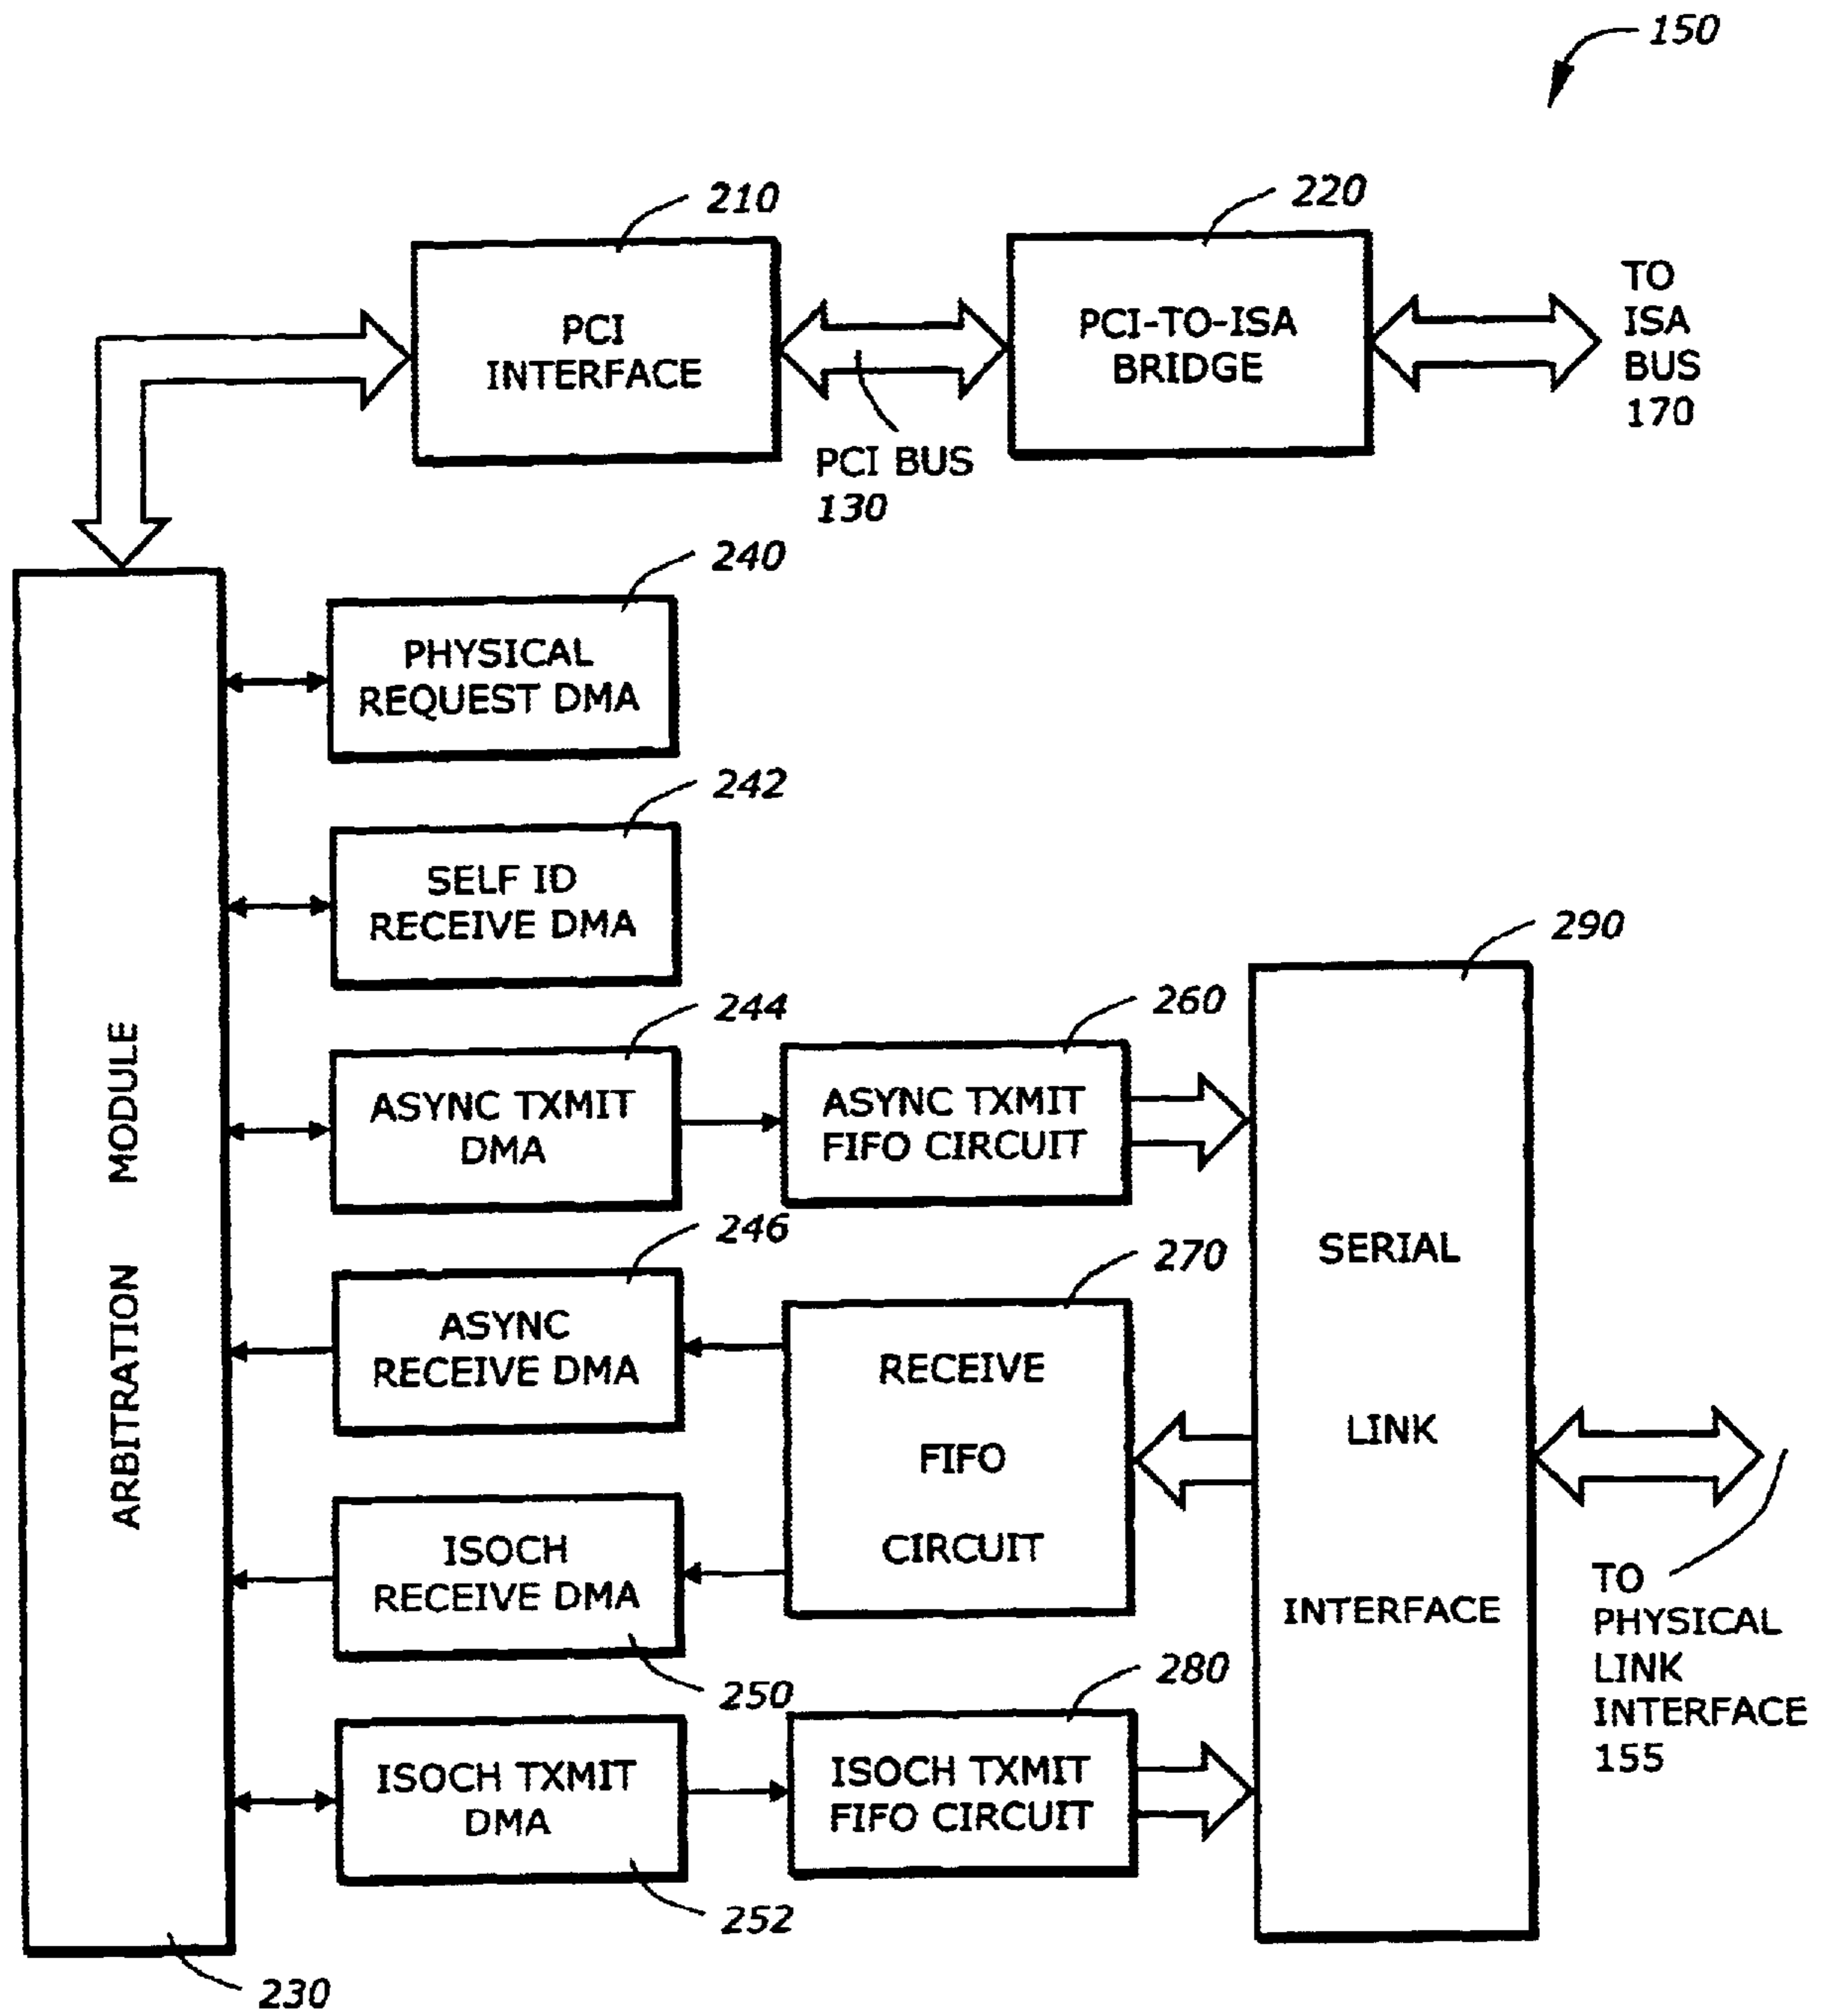 150
210
220
PCI
INTERFACE
PCI-TO-ISA
BRIDGE
TO
ISA
BUS
170
PCI BUS
130
240
PHYSICAL
REQUEST DMA
242
SELF ID
RECEIVE DMA
290
244
260
ASYNC TXMIT
DMA
ASYNC TXMIT
FIFO CIRCUIT
ARBITRATION MODULE
246
270
ASYNC
RECEIVE DMA
RECEIVE
FIFO
CIRCUIT
SERIAL
LINK
INTERFACE
ISOCH
RECEIVE DMA
250
TO
PHYSICAL
LINK
INTERFACE
155
280
ISOCH TXMIT
DMA
ISOCH TXMIT
FIFO CIRCUIT
252
230